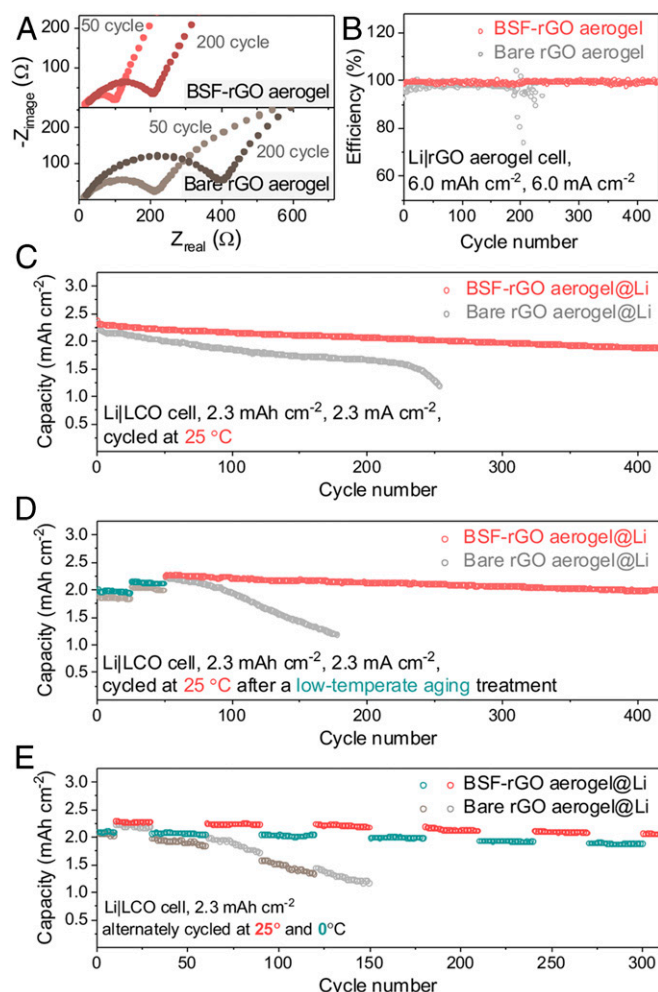 A
50 cycle
200
200 cycle
100
BSF-rGO aerogel
-Z_image (Ω)
200
50 cycle
200 cycle
100
Bare rGO aerogel
0 200 400 600
Z_real (Ω)
B
BSF-rGO aerogel
Bare rGO aerogel
120
100
80
60
Efficiency (%)
Li|rGO aerogel cell,
6.0 mAh cm⁻², 6.0 mA cm⁻²
0 100 200 300 400
Cycle number
C
3.0
2.5
2.0
1.5
1.0
0.5
Capacity (mAh cm⁻²)
BSF-rGO aerogel@Li
Bare rGO aerogel@Li
Li|LCO cell, 2.3 mAh cm⁻², 2.3 mA cm⁻²,
cycled at 25 °C
0 100 200 300 400
Cycle number
D
3.0
2.5
2.0
1.5
1.0
0.5
Capacity (mAh cm⁻²)
BSF-rGO aerogel@Li
Bare rGO aerogel@Li
Li|LCO cell, 2.3 mAh cm⁻², 2.3 mA cm⁻²,
cycled at 25 °C after a low-temperate aging treatment
0 100 200 300 400
Cycle number
E
3.0
2.5
2.0
1.5
1.0
0.5
Capacity (mAh cm⁻²)
BSF-rGO aerogel@Li
Bare rGO aerogel@Li
Li|LCO cell, 2.3 mAh cm⁻²
alternately cycled at 25° and 0°C
0 50 100 150 200 250 300
Cycle number